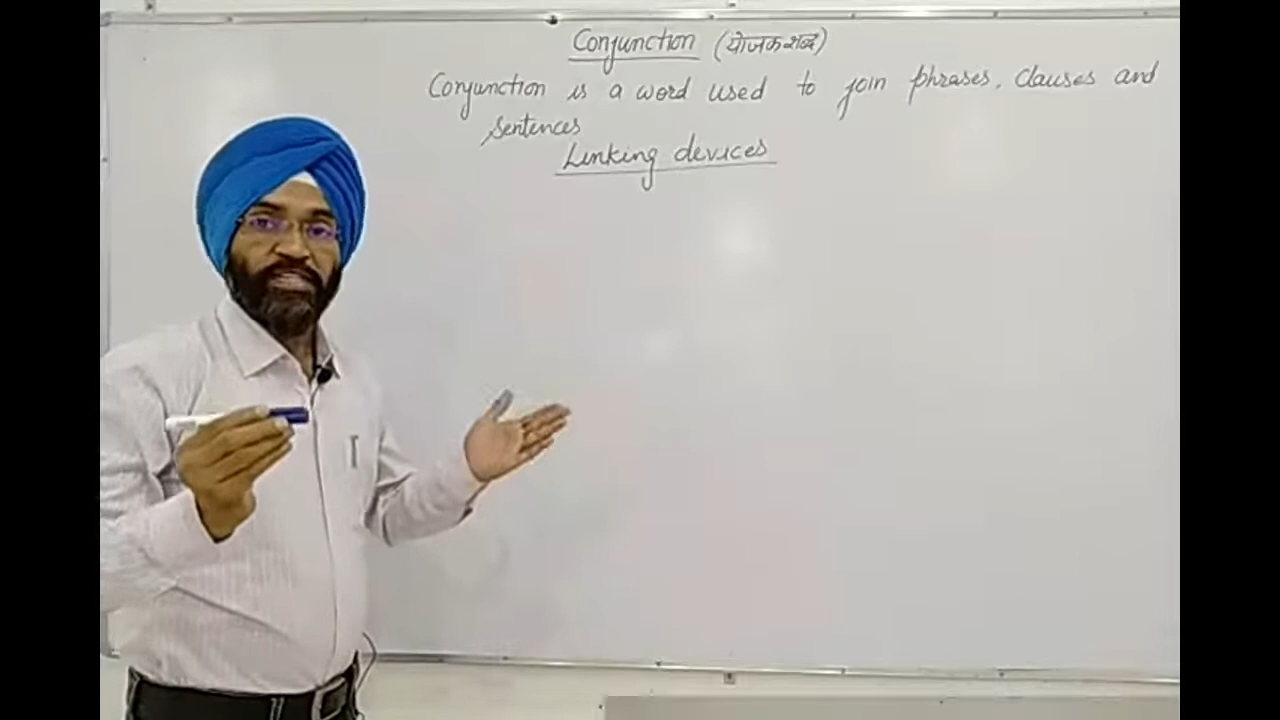 Conjunction (योजक शब्द)
Conjunction is a word used to join phrases, clauses and
sentences
Linking devices